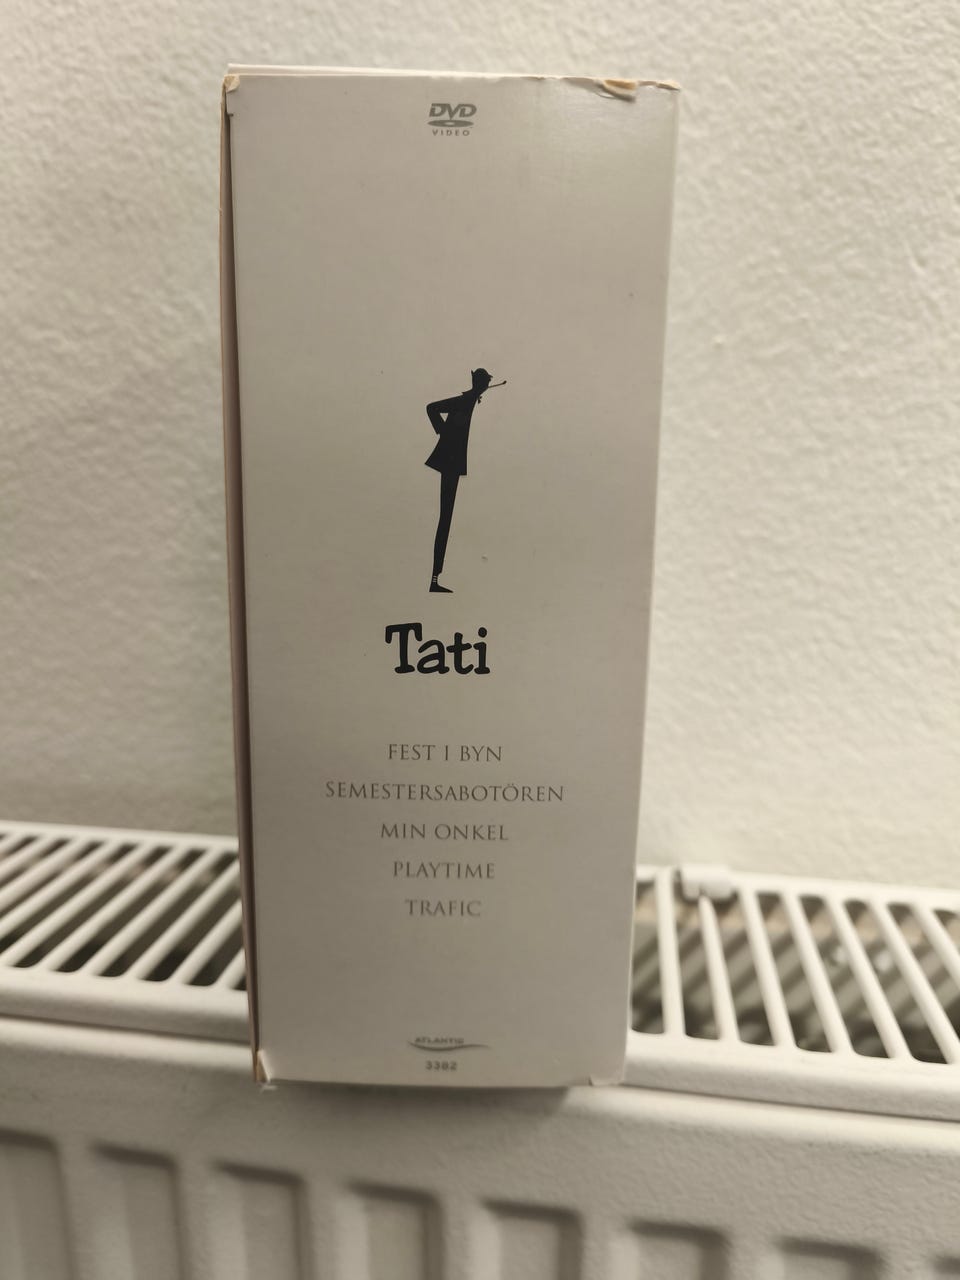 DVD
VIDEO
Tati
FEST I BYN
SEMESTERSABOTÖREN
MIN ONKEL
PLAYTIME
TRAFIC
ATLANTIC
3382